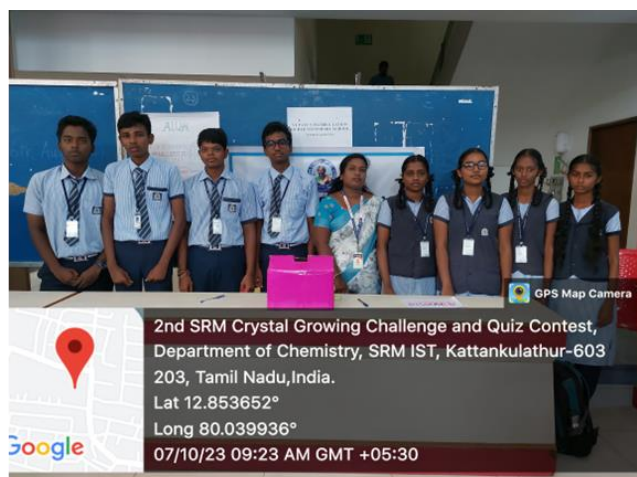 Allan
GPS Map Camera
2nd SRM Crystal Growing Challenge and Quiz Contest,
Department of Chemistry, SRM IST, Kattankulathur-603
203, Tamil Nadu,India.
Lat 12.853652°
Long 80.039936°
07/10/23 09:23 AM GMT +05:30
Google